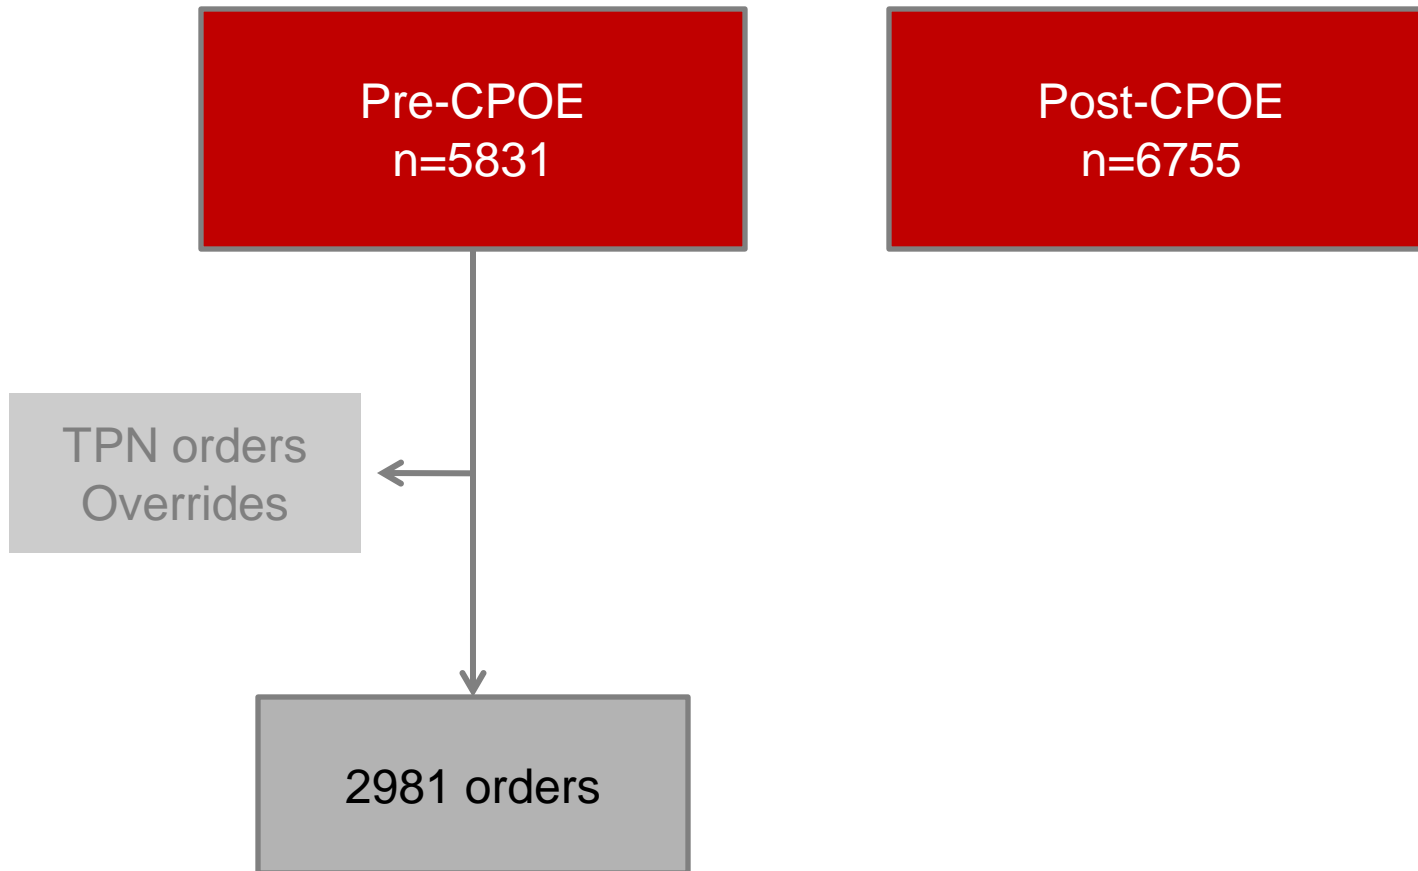 Pre-CPOE
n=5831
Post-CPOE
n=6755
TPN orders
Overrides
2981 orders